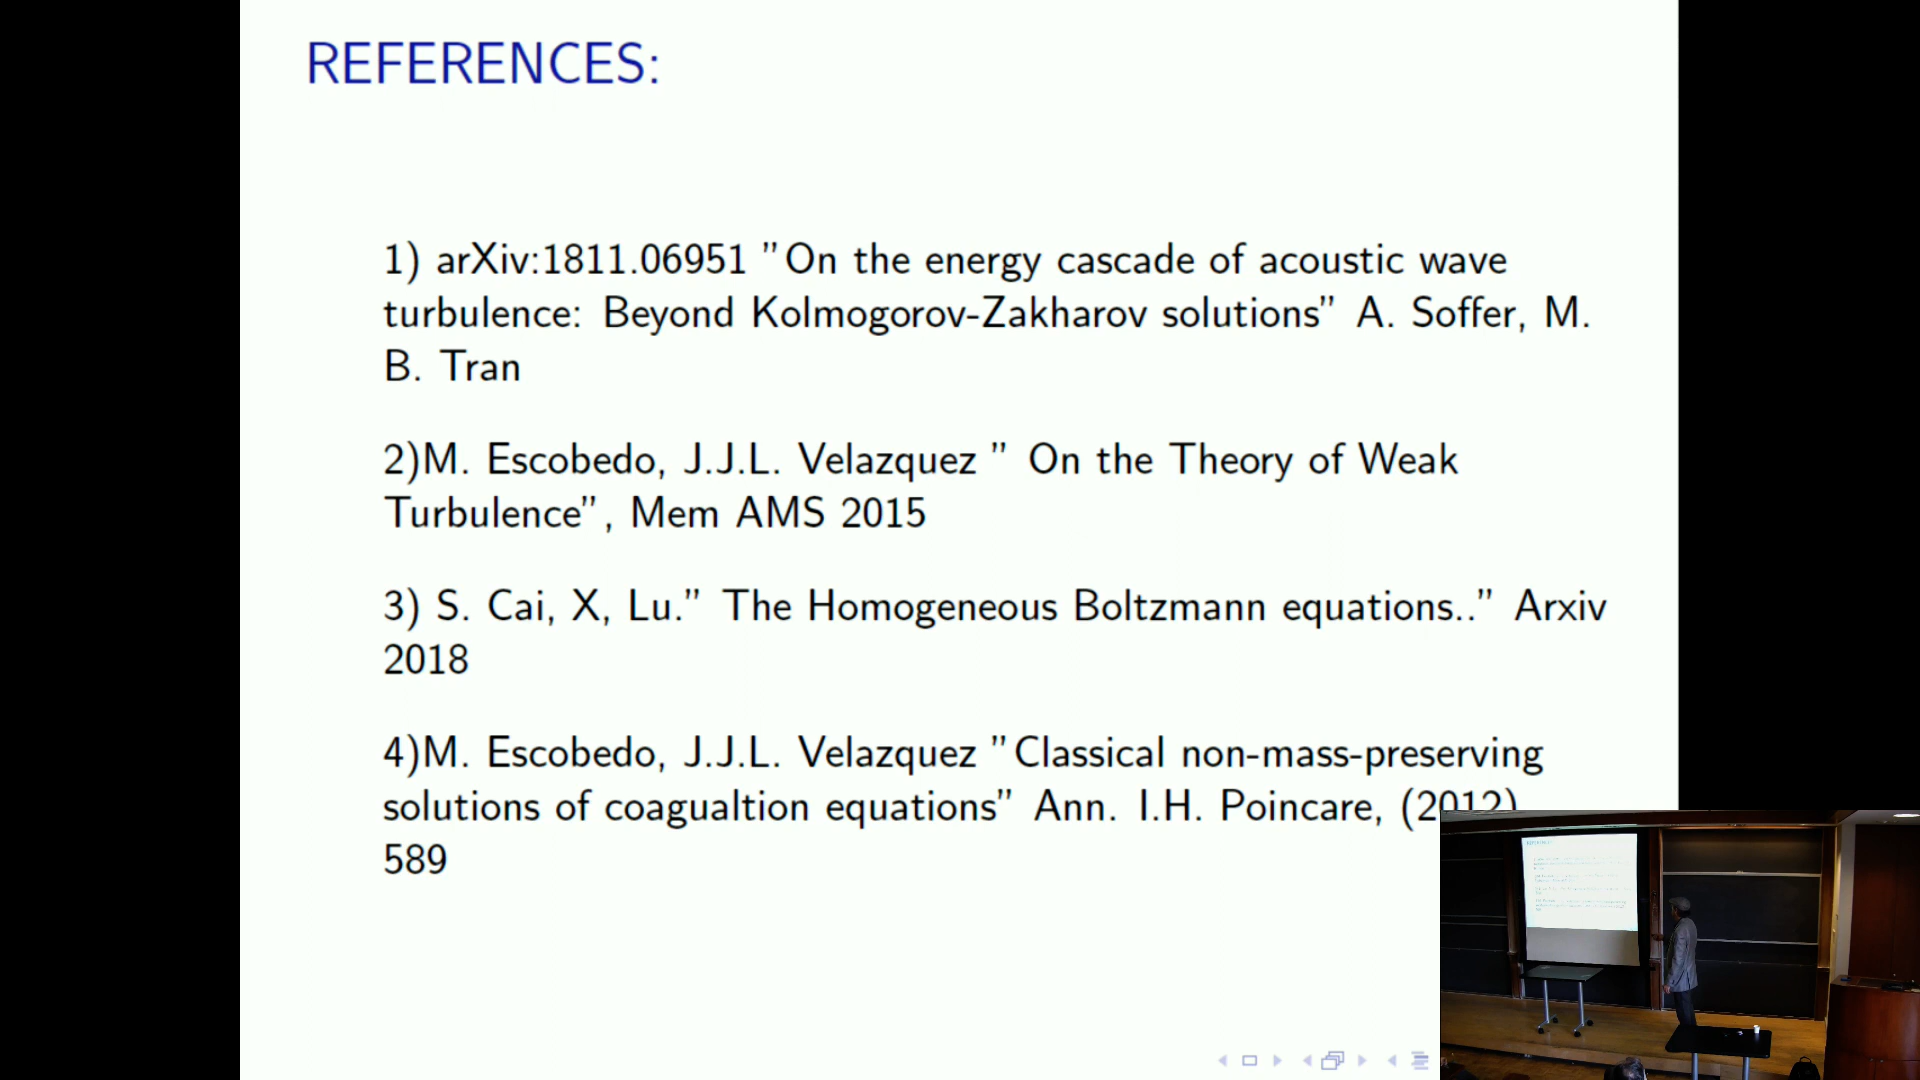 REFERENCES:
1) arXiv:1811.06951 ”On the energy cascade of acoustic wave
turbulence: Beyond Kolmogorov-Zakharov solutions” A. Soffer, M.
B. Tran
2)M. Escobedo, J.J.L. Velazquez ” On the Theory of Weak
Turbulence”, Mem AMS 2015
3) S. Cai, X, Lu.” The Homogeneous Boltzmann equations..” Arxiv
2018
4)M. Escobedo, J.J.L. Velazquez ”Classical non-mass-preserving
solutions of coagualtion equations” Ann. I.H. Poincare, (2012)
589